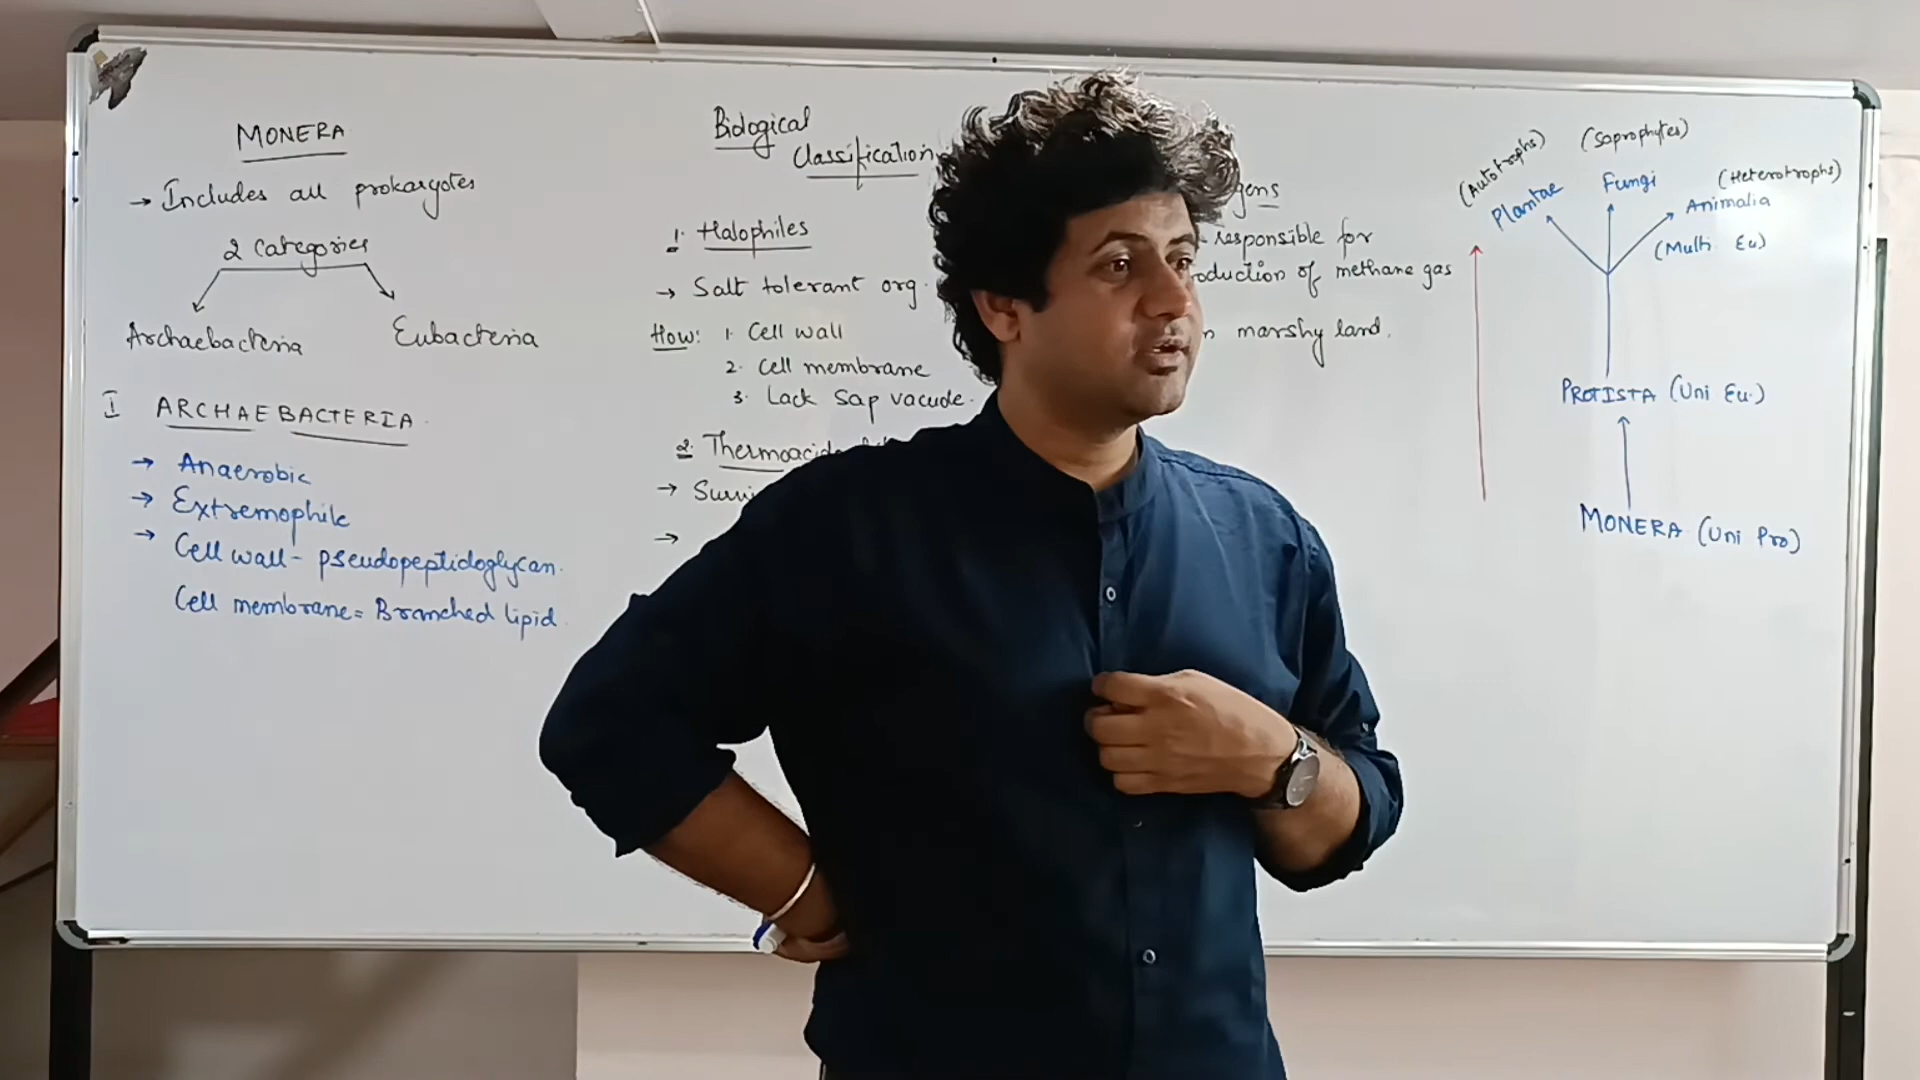 MONERA
→ Includes all prokaryotes
2 categories
Archaebacteria
Eubacteria
I ARCHAEBACTERIA.
→ Anaerobic
→ Extremophile
→ Cell wall - pseudopeptidoglycan.
Cell membrane = Branched lipid.
Biological
Classification
1. Halophiles
→ Salt tolerant org.
How: 1. Cell wall
2. Cell membrane
3. Lack Sap vacuole.
2.
→
→
responsible for
of methane gas
marshy land.
(Autotrophs)
Plantae
(Saprophytes)
Fungi
(Heterotrophs)
Animalia
(Multi Eu)
PROTISTA (Uni Eu.)
MONERA (Uni Pro)